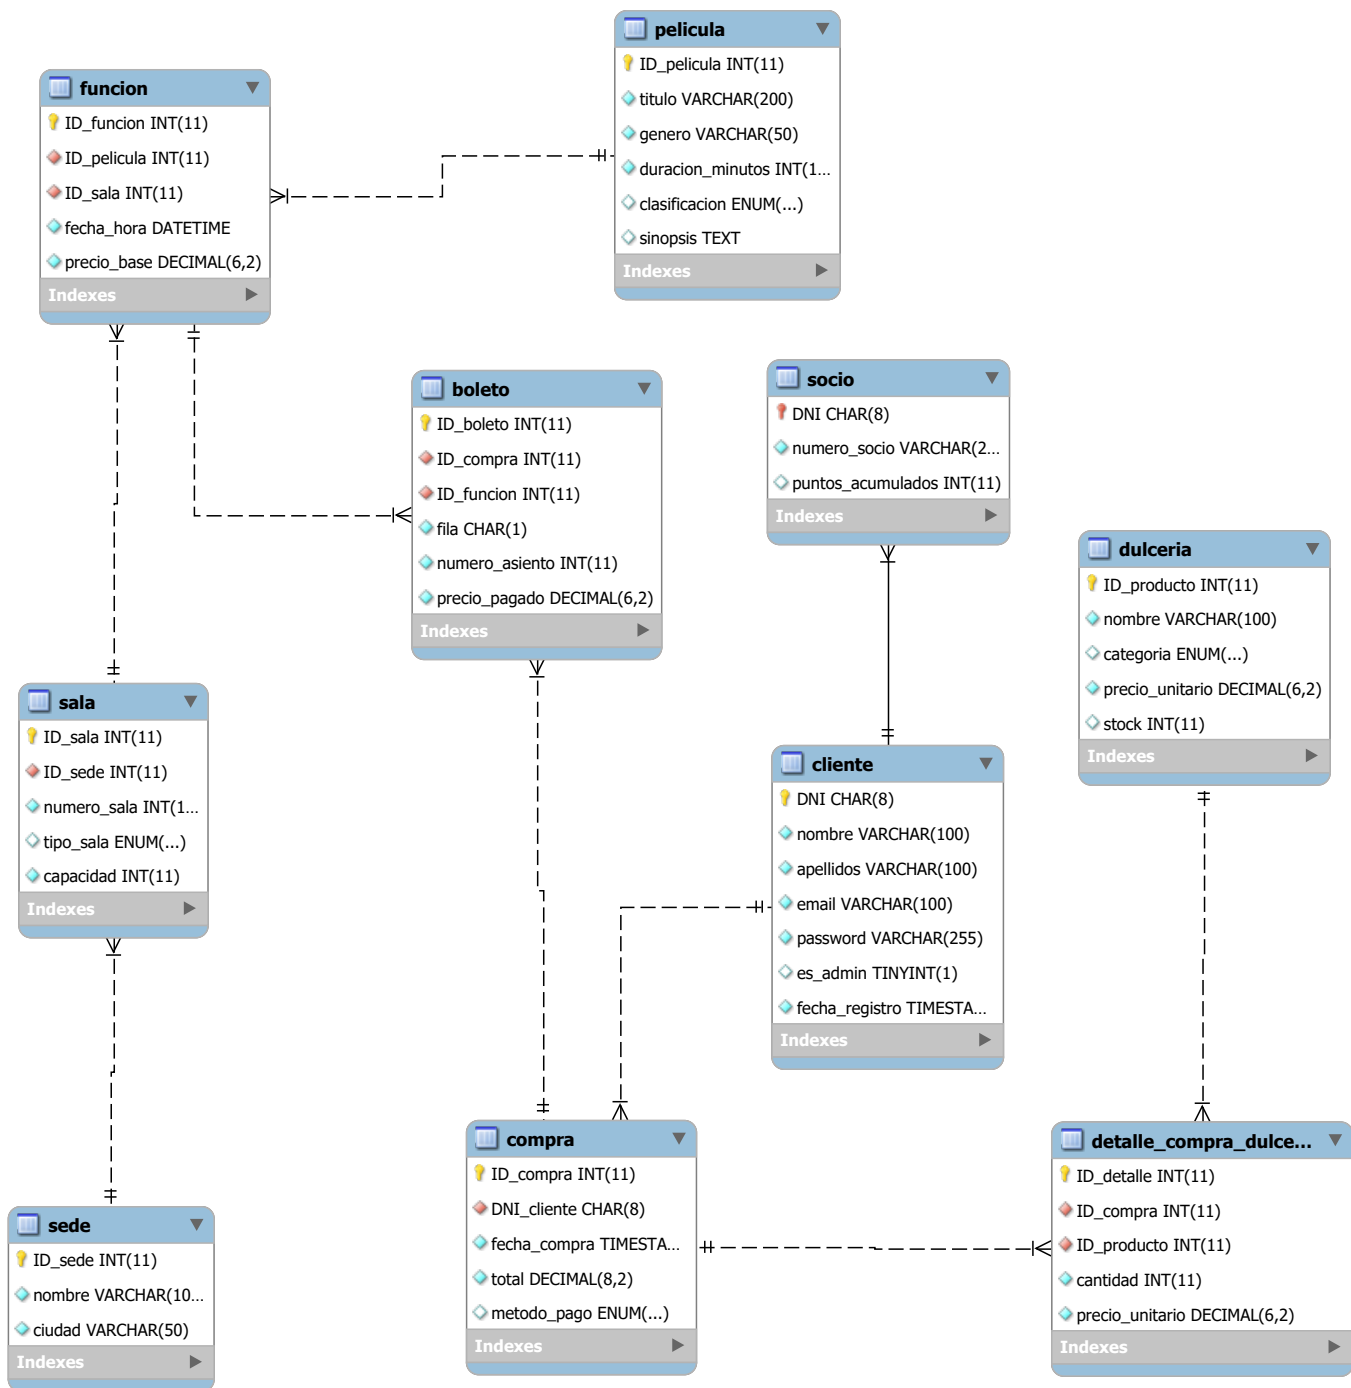 pelicula
ID_pelicula INT(11)
titulo VARCHAR(200)
genero VARCHAR(50)
duracion_minutos INT(1...
clasificacion ENUM(...)
sinopsis TEXT
Indexes
funcion
ID_funcion INT(11)
ID_pelicula INT(11)
ID_sala INT(11)
fecha_hora DATETIME
precio_base DECIMAL(6,2)
Indexes
boleto
ID_boleto INT(11)
ID_compra INT(11)
ID_funcion INT(11)
fila CHAR(1)
numero_asiento INT(11)
precio_pagado DECIMAL(6,2)
Indexes
socio
DNI CHAR(8)
numero_socio VARCHAR(2...
puntos_acumulados INT(11)
Indexes
dulceria
ID_producto INT(11)
nombre VARCHAR(100)
categoria ENUM(...)
precio_unitario DECIMAL(6,2)
stock INT(11)
Indexes
sala
ID_sala INT(11)
ID_sede INT(11)
numero_sala INT(1...
tipo_sala ENUM(...)
capacidad INT(11)
Indexes
cliente
DNI CHAR(8)
nombre VARCHAR(100)
apellidos VARCHAR(100)
email VARCHAR(100)
password VARCHAR(255)
es_admin TINYINT(1)
fecha_registro TIMESTA...
Indexes
compra
ID_compra INT(11)
DNI_cliente CHAR(8)
fecha_compra TIMESTA...
total DECIMAL(8,2)
metodo_pago ENUM(...)
Indexes
detalle_compra_dulce...
ID_detalle INT(11)
ID_compra INT(11)
ID_producto INT(11)
cantidad INT(11)
precio_unitario DECIMAL(6,2)
Indexes
sede
ID_sede INT(11)
nombre VARCHAR(10...
ciudad VARCHAR(50)
Indexes